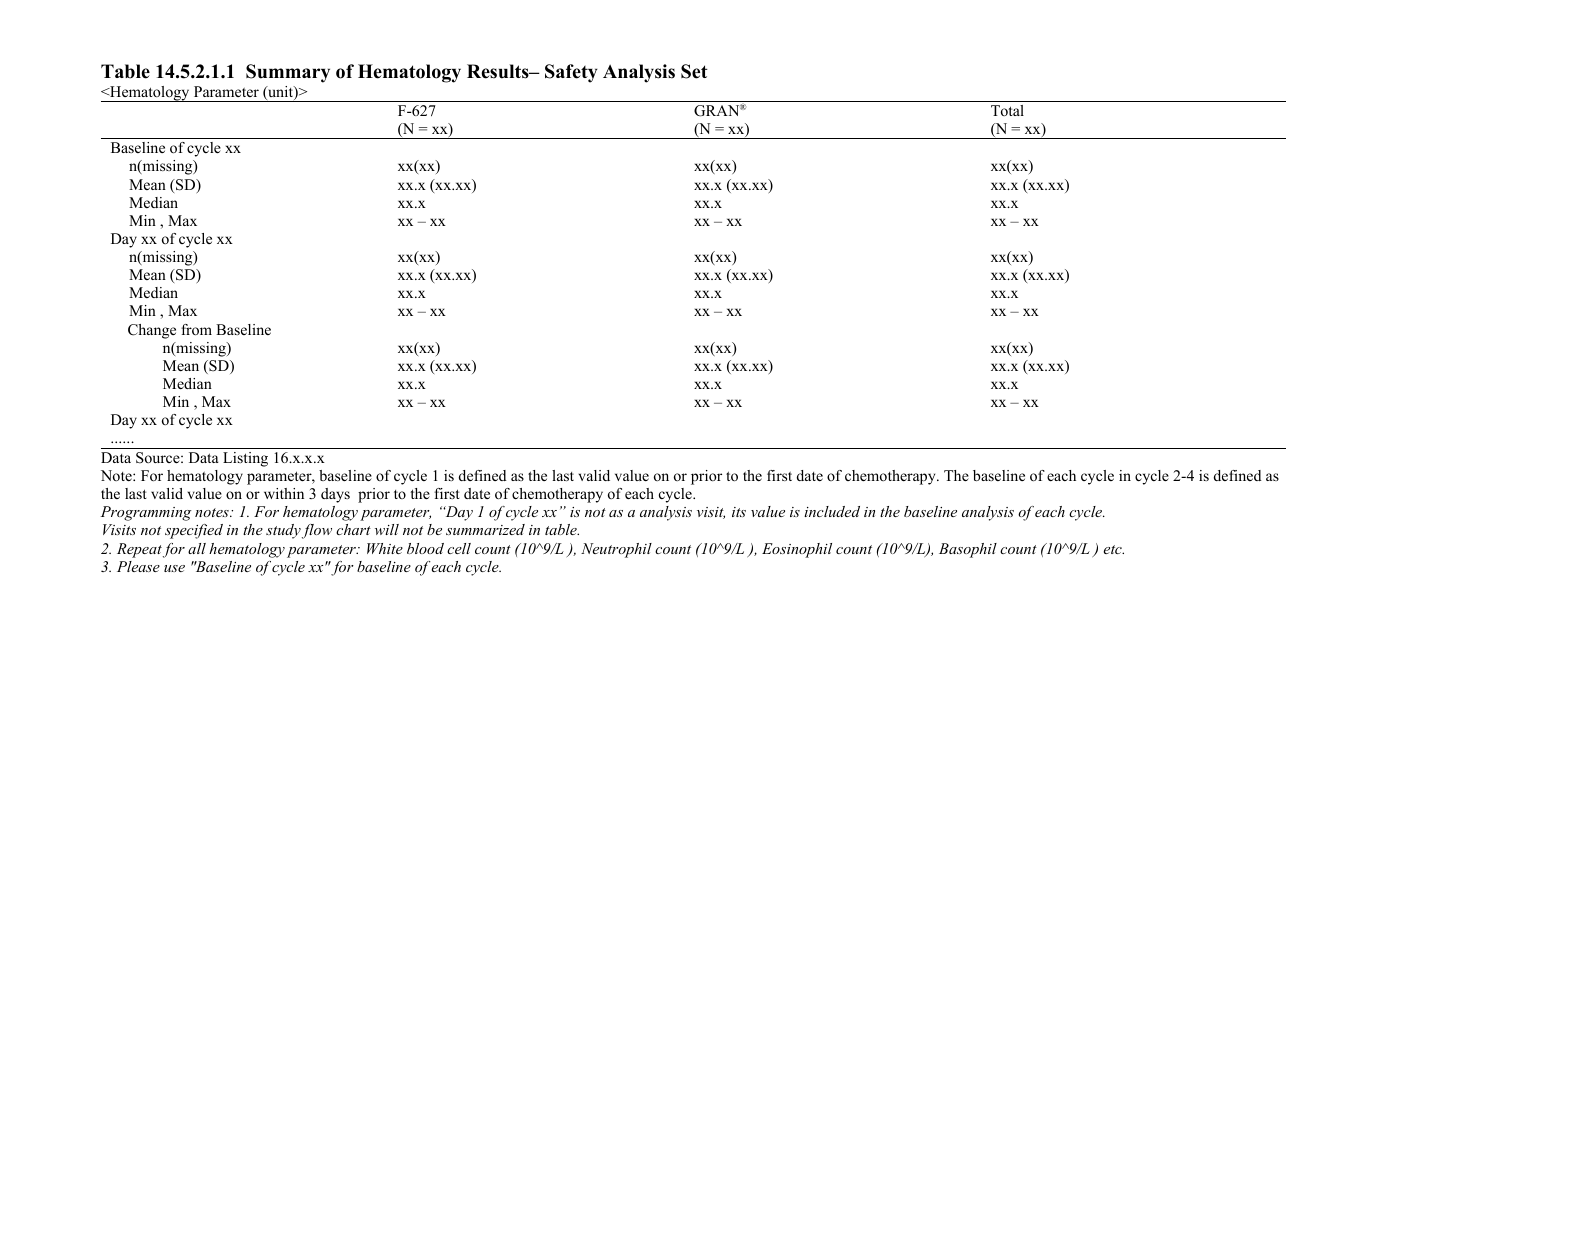 Table 14.5.2.1.1 Summary of Hematology Results– Safety Analysis Set
<Hematology Parameter (unit)>
F-627 GRAN® Total
(N = xx) (N = xx) (N = xx)
Baseline of cycle xx
n(missing) xx(xx) xx(xx) xx(xx)
Mean (SD) xx.x (xx.xx) xx.x (xx.xx) xx.x (xx.xx)
Median xx.x xx.x xx.x
Min , Max xx – xx xx – xx xx – xx
Day xx of cycle xx
n(missing) xx(xx) xx(xx) xx(xx)
Mean (SD) xx.x (xx.xx) xx.x (xx.xx) xx.x (xx.xx)
Median xx.x xx.x xx.x
Min , Max xx – xx xx – xx xx – xx
Change from Baseline
n(missing) xx(xx) xx(xx) xx(xx)
Mean (SD) xx.x (xx.xx) xx.x (xx.xx) xx.x (xx.xx)
Median xx.x xx.x xx.x
Min , Max xx – xx xx – xx xx – xx
Day xx of cycle xx
......
Data Source: Data Listing 16.x.x.x
Note: For hematology parameter, baseline of cycle 1 is defined as the last valid value on or prior to the first date of chemotherapy. The baseline of each cycle in cycle 2-4 is defined as
the last valid value on or within 3 days prior to the first date of chemotherapy of each cycle.
Programming notes: 1. For hematology parameter, “Day 1 of cycle xx” is not as a analysis visit, its value is included in the baseline analysis of each cycle.
Visits not specified in the study flow chart will not be summarized in table.
2. Repeat for all hematology parameter: White blood cell count (10^9/L ), Neutrophil count (10^9/L ), Eosinophil count (10^9/L), Basophil count (10^9/L ) etc.
3. Please use "Baseline of cycle xx" for baseline of each cycle.